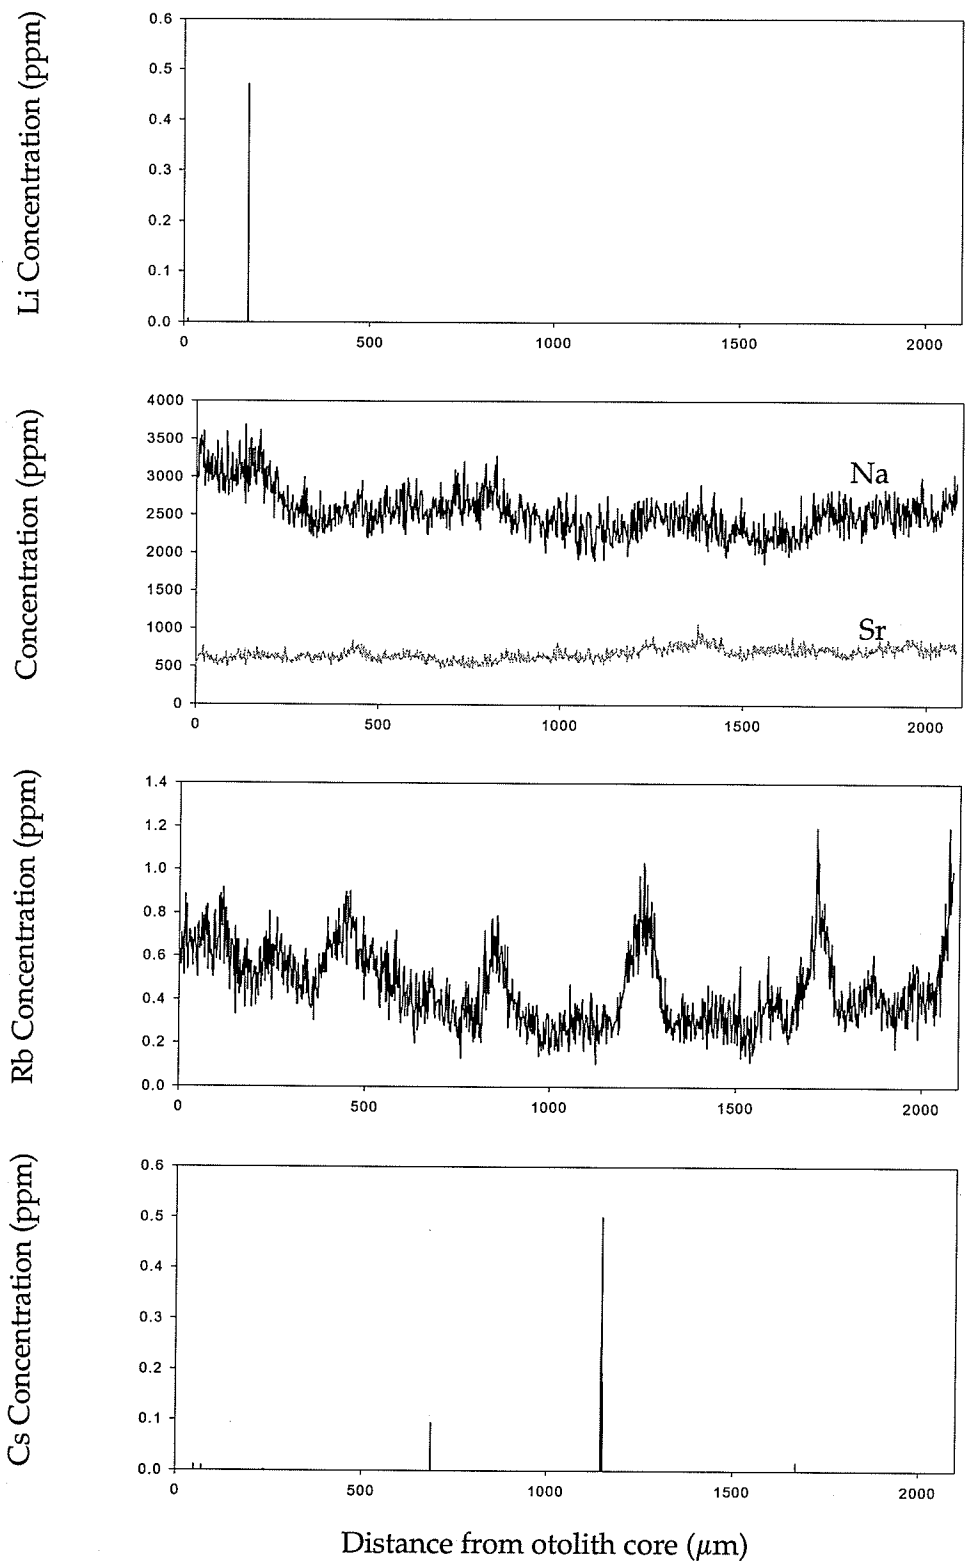 Li Concentration (ppm)
0.6
0.5
0.4
0.3
0.2
0.1
0.0
0 500 1000 1500 2000
Concentration (ppm)
4000
3500
3000
2500
2000
1500
1000
500
0
Na
Sr
0 500 1000 1500 2000
Rb Concentration (ppm)
1.4
1.2
1.0
0.8
0.6
0.4
0.2
0.0
0 500 1000 1500 2000
Cs Concentration (ppm)
0.6
0.5
0.4
0.3
0.2
0.1
0.0
0 500 1000 1500 2000
Distance from otolith core (μm)